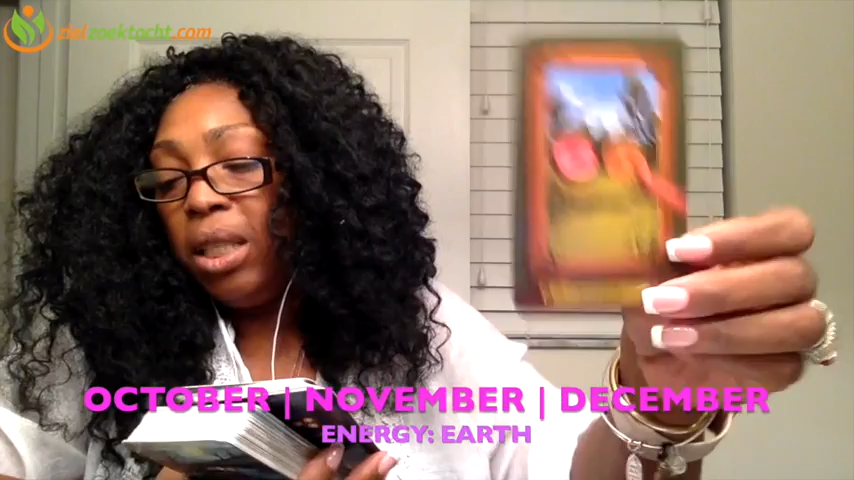 zielzoektocht.com
OCTOBER | NOVEMBER | DECEMBER
ENERGY: EARTH